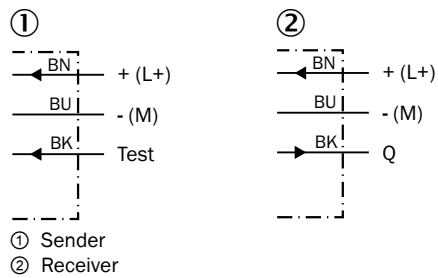 ① ②
BN + (L+) BN + (L+)
BU - (M) BU - (M)
BK Test BK Q
① Sender
② Receiver